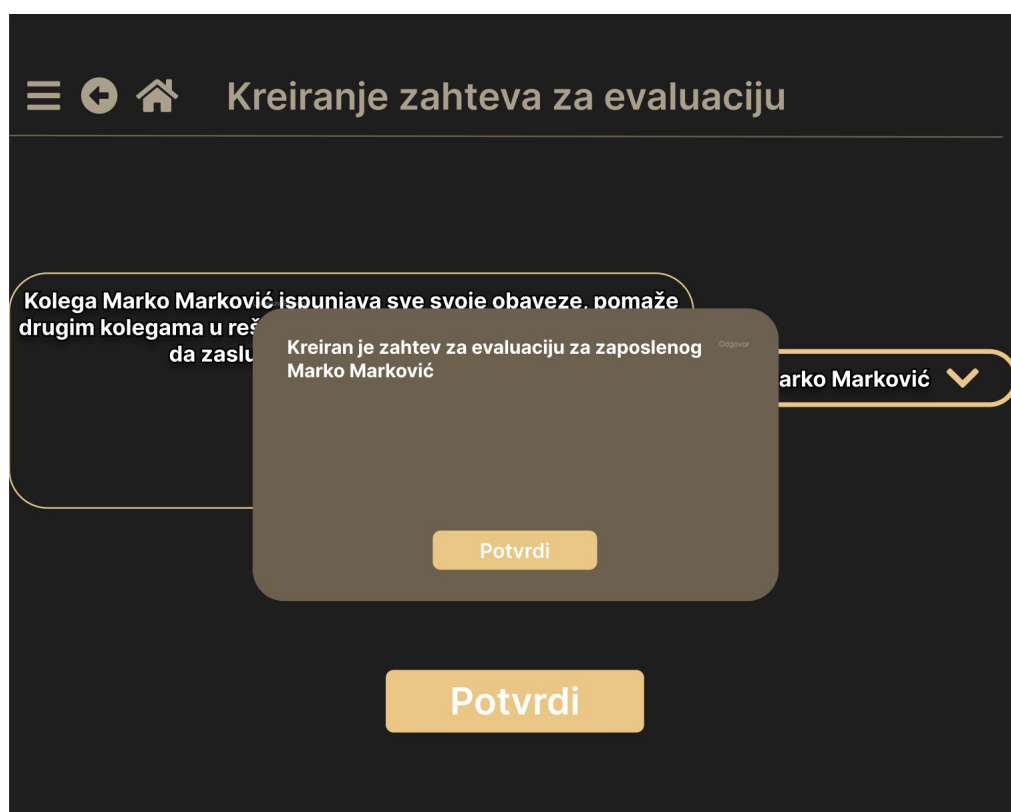 Kreiranje zahteva za evaluaciju
Kolega Marko Marković ispunjava sve svoje obaveze, pomaže
drugim kolegama u reš
da zaslu
Kreiran je zahtev za evaluaciju za zaposlenog
Marko Marković
Odgovor
arko Marković
Potvrdi
Potvrdi